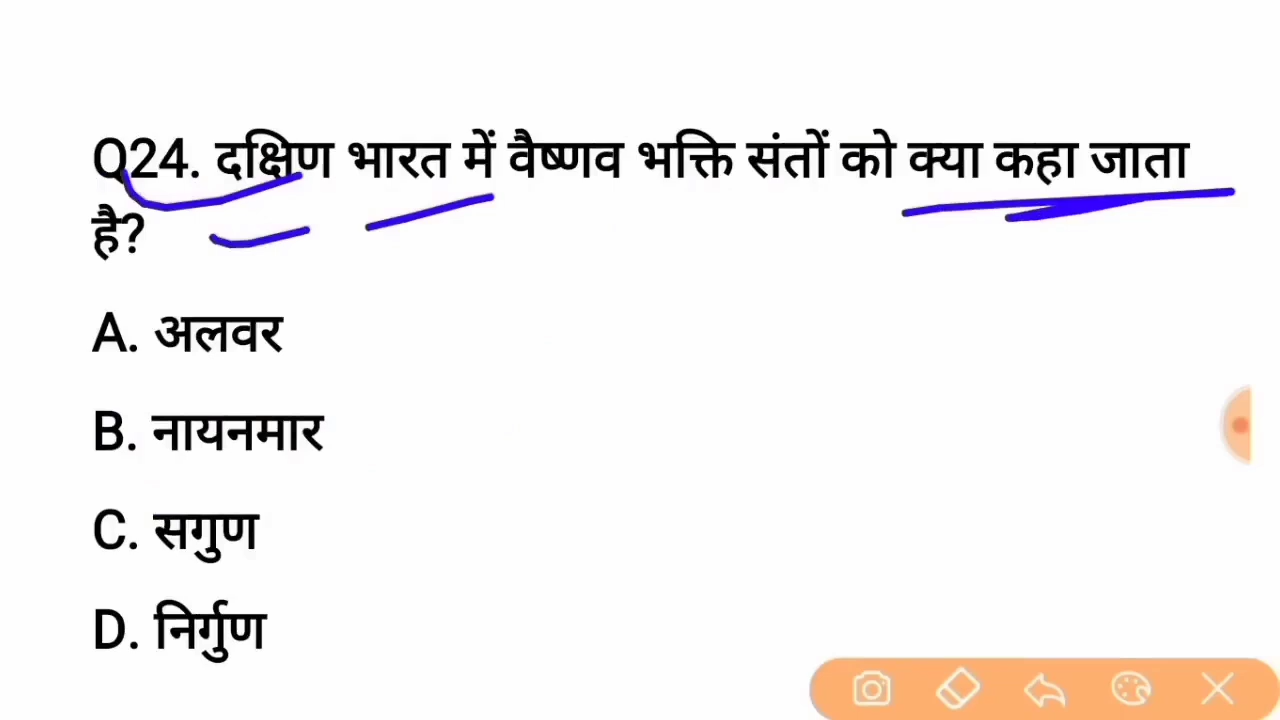 Q24. दक्षिण भारत में वैष्णव भक्ति संतों को क्या कहा जाता
है?
A. अलवर
B. नायनमार
C. सगुण
D. निर्गुण